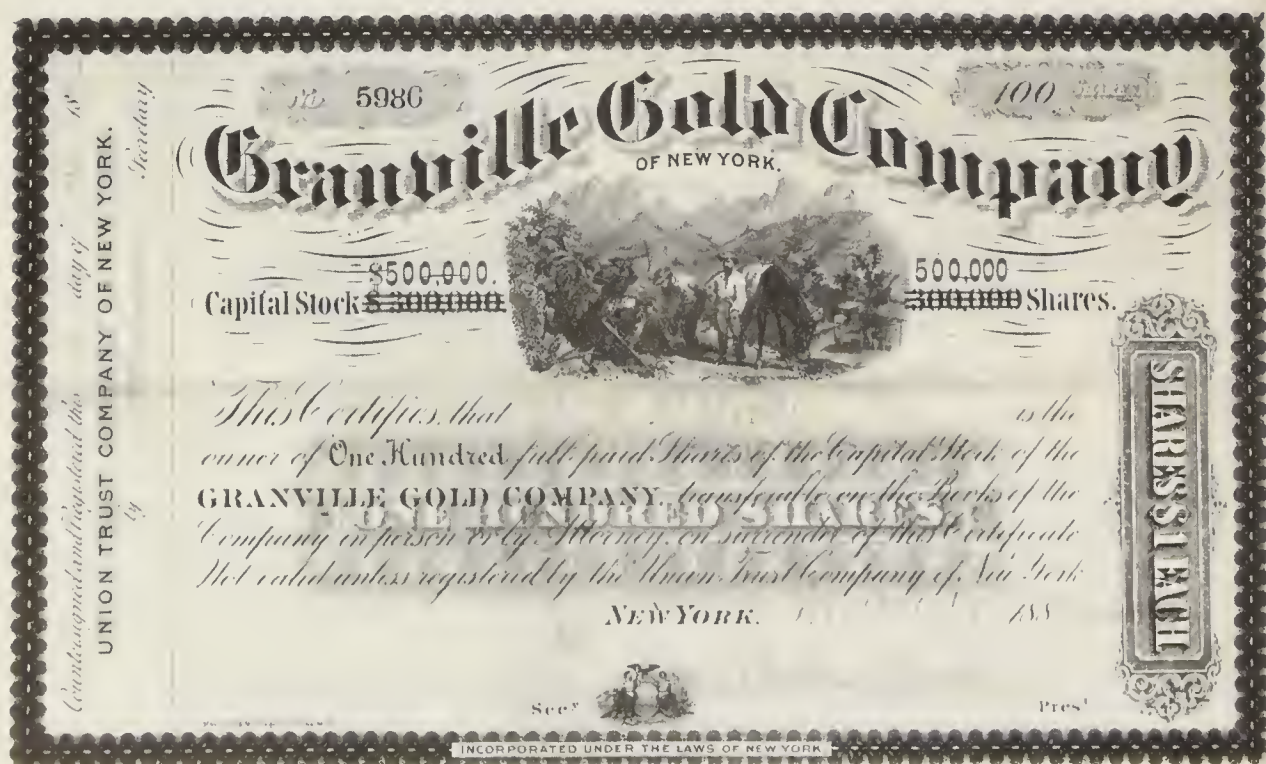 No 5986
100 Shares
Granville Gold Company
OF NEW YORK.
$500,000.
Capital Stock $300,000
500,000
300,000 Shares.
This Certifies, that is the
owner of One Hundred full paid Shares of the Capital Stock of the
GRANVILLE GOLD COMPANY, transferable on the Books of the
Company in person or by Attorney, on surrender of this Certificate
Not valid unless registered by the Union Trust Company of New York
ONE HUNDRED SHARES
NEW YORK, 188
Secy
Prest
SHARES $1 EACH
Countersigned and registered this day of 18
UNION TRUST COMPANY OF NEW YORK.
by
INCORPORATED UNDER THE LAWS OF NEW YORK